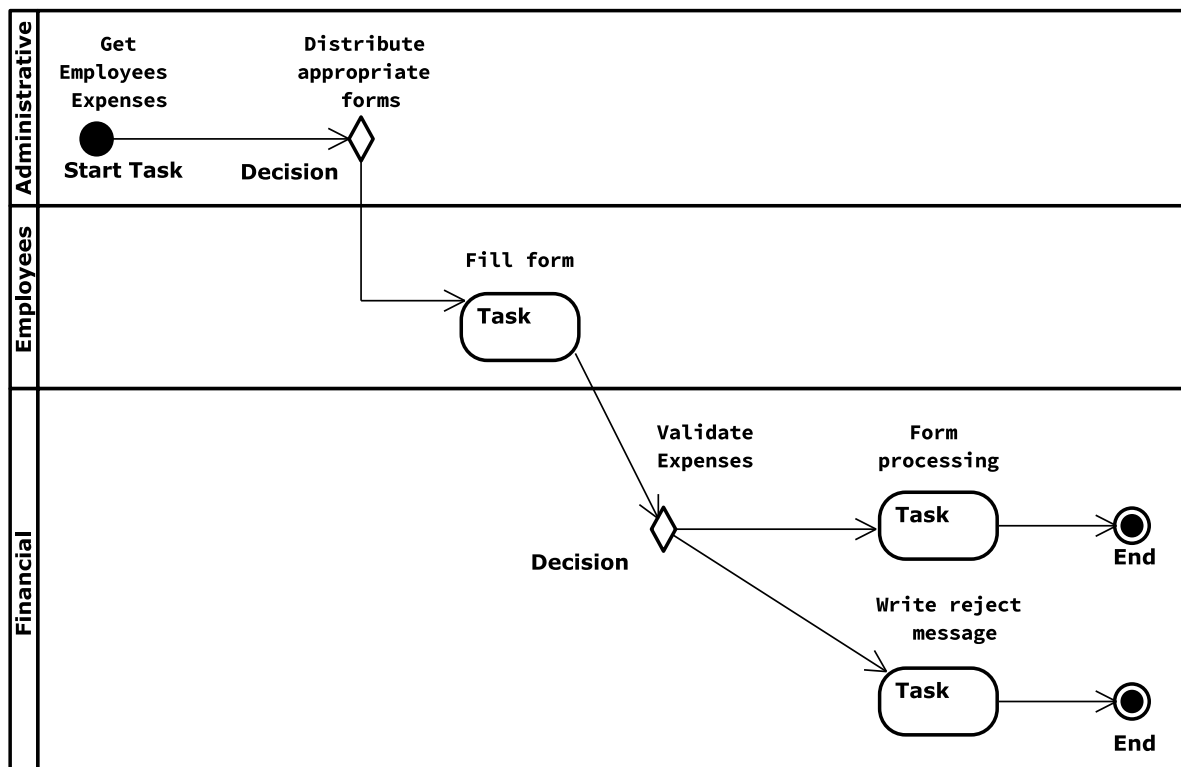 Administrative
Get
Employees
Expenses
Start Task
Distribute
appropriate
forms
Decision
Employees
Fill form
Task
Financial
Validate
Expenses
Decision
Form
processing
Task
End
Write reject
message
Task
End